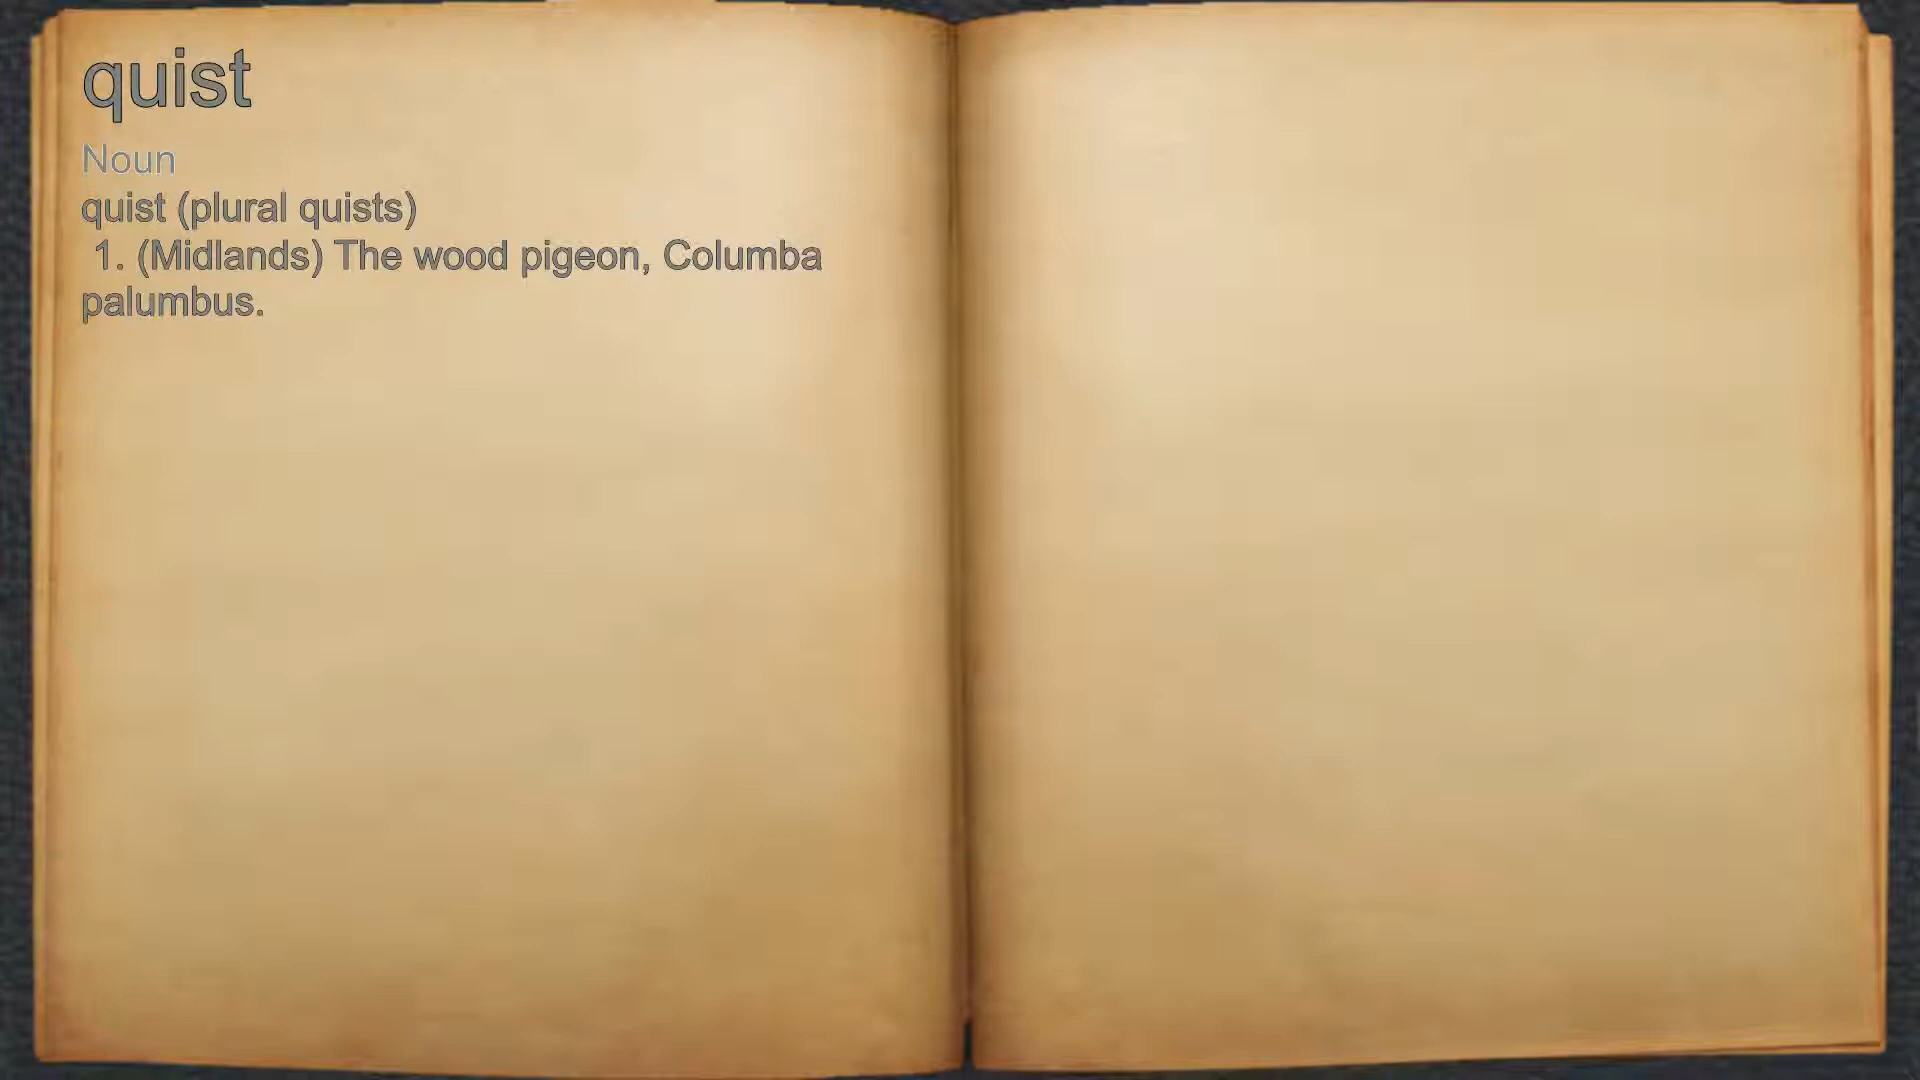 quist
Noun
quist (plural quists)
1. (Midlands) The wood pigeon, Columba
palumbus.